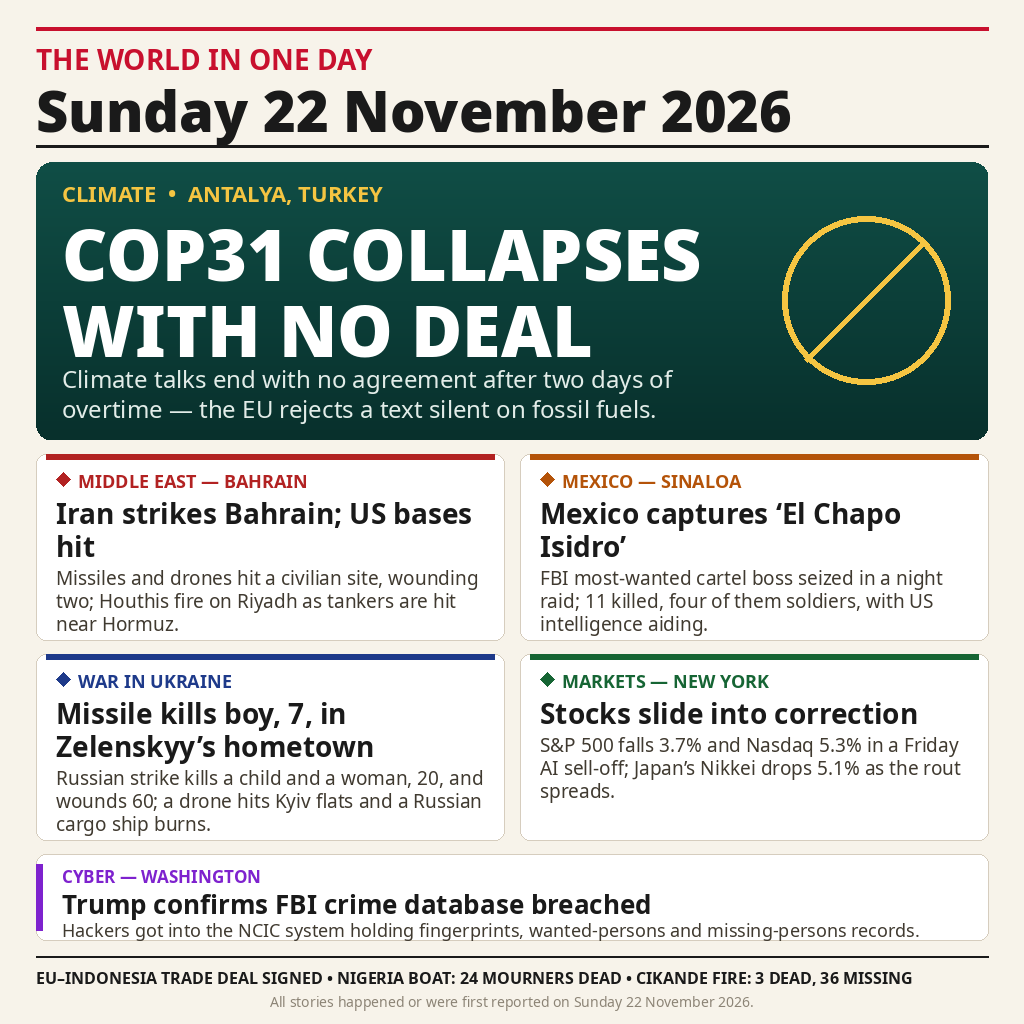 THE WORLD IN ONE DAY
Sunday 22 November 2026
CLIMATE • ANTALYA, TURKEY
COP31 COLLAPSES
WITH NO DEAL
Climate talks end with no agreement after two days of
overtime — the EU rejects a text silent on fossil fuels.
MIDDLE EAST — BAHRAIN
Iran strikes Bahrain; US bases
hit
Missiles and drones hit a civilian site, wounding
two; Houthis fire on Riyadh as tankers are hit
near Hormuz.
MEXICO — SINALOA
Mexico captures ‘El Chapo
Isidro’
FBI most-wanted cartel boss seized in a night
raid; 11 killed, four of them soldiers, with US
intelligence aiding.
WAR IN UKRAINE
Missile kills boy, 7, in
Zelenskyy’s hometown
Russian strike kills a child and a woman, 20, and
wounds 60; a drone hits Kyiv flats and a Russian
cargo ship burns.
MARKETS — NEW YORK
Stocks slide into correction
S&P 500 falls 3.7% and Nasdaq 5.3% in a Friday
AI sell-off; Japan’s Nikkei drops 5.1% as the rout
spreads.
CYBER — WASHINGTON
Trump confirms FBI crime database breached
Hackers got into the NCIC system holding fingerprints, wanted-persons and missing-persons records.
EU–INDONESIA TRADE DEAL SIGNED • NIGERIA BOAT: 24 MOURNERS DEAD • CIKANDE FIRE: 3 DEAD, 36 MISSING
All stories happened or were first reported on Sunday 22 November 2026.